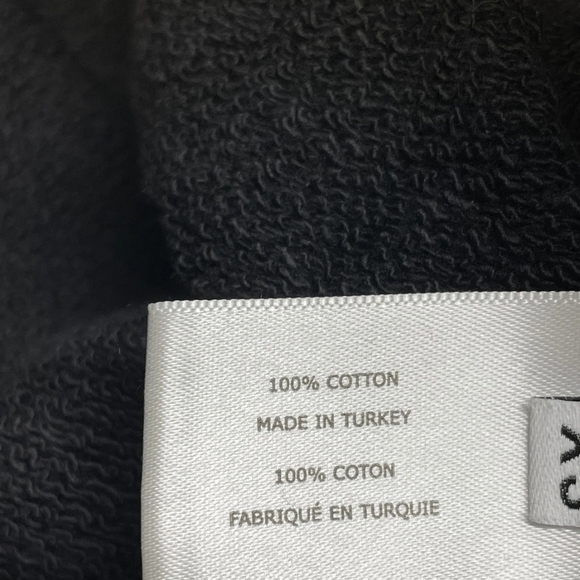 100% COTTON
MADE IN TURKEY
100% COTON
FABRIQUÉ EN TURQUIE